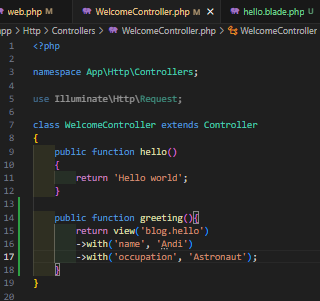 web.php M WelcomeController.php M X hello.blade.php U
app > Http > Controllers > WelcomeController.php > WelcomeController
1 <?php
2
3 namespace App\Http\Controllers;
4
5 use Illuminate\Http\Request;
6
7 class WelcomeController extends Controller
8 {
9 public function hello()
10 {
11 return 'Hello world';
12 }
13
14 public function greeting(){
15 return view('blog.hello')
16 ->with('name', 'Andi')
17 ->with('occupation', 'Astronaut');
18 }
19 }
20